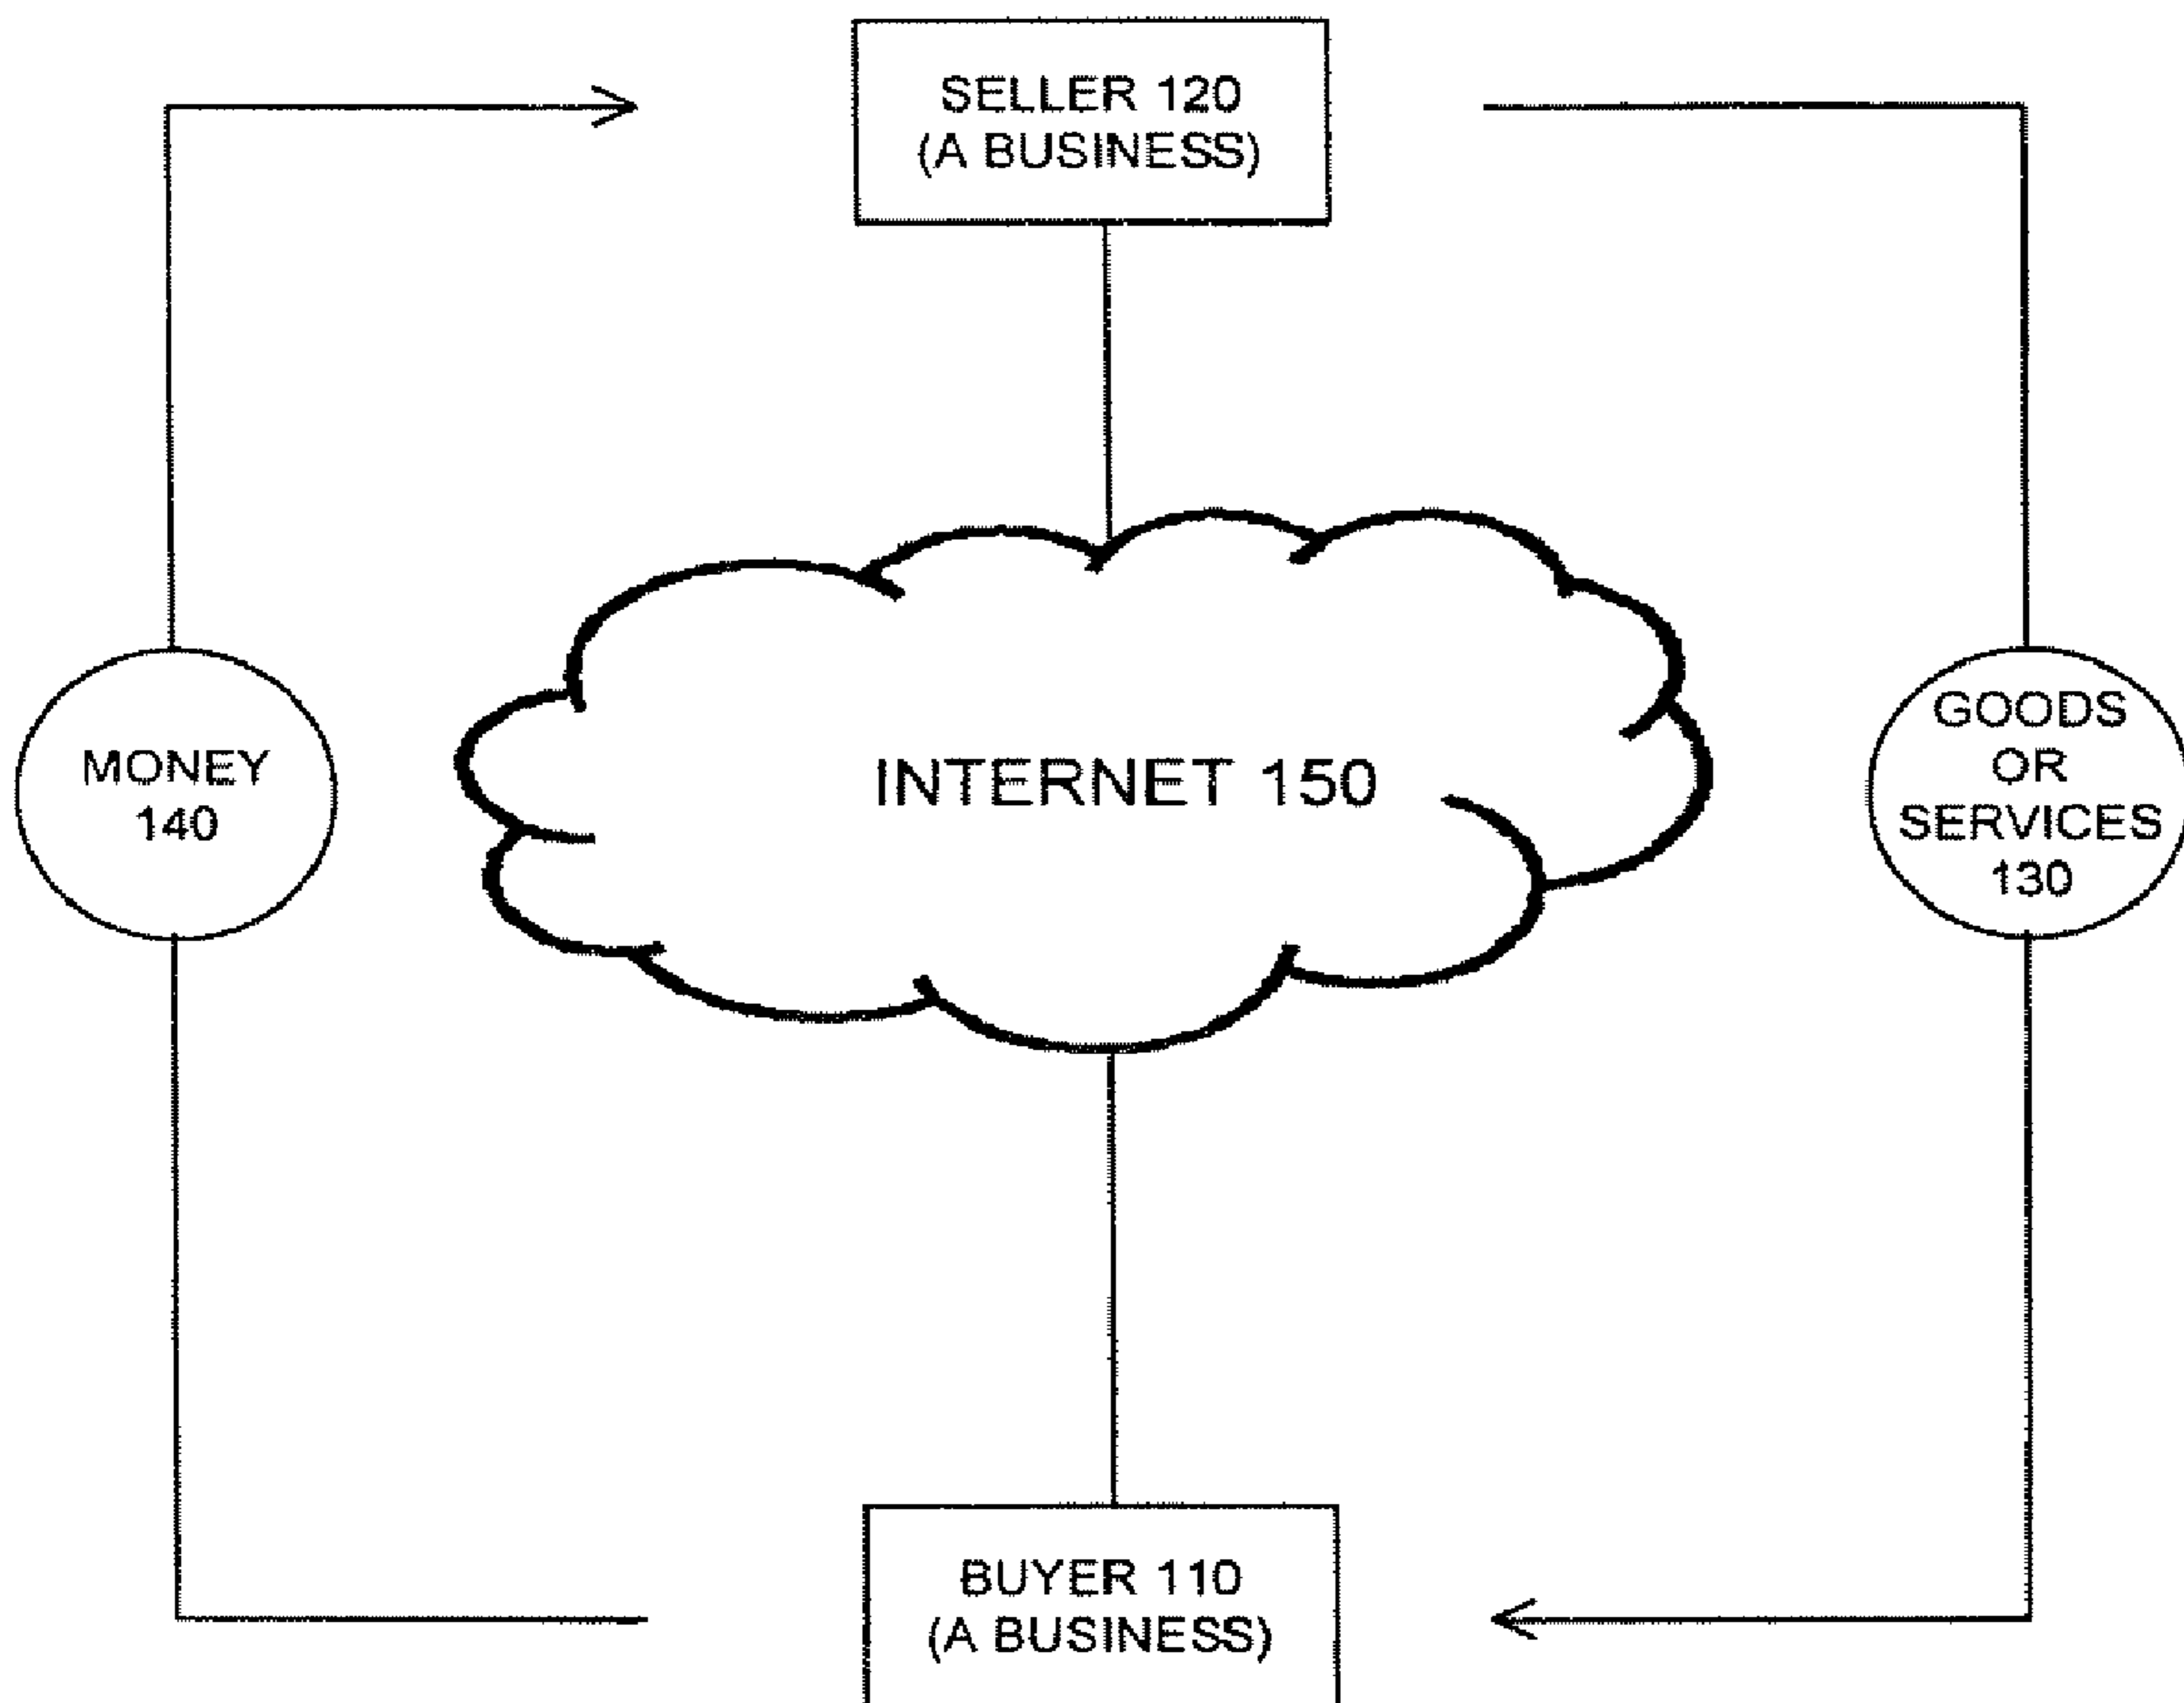 SELLER 120
(A BUSINESS)
MONEY
140
INTERNET 150
GOODS
OR
SERVICES
130
BUYER 110
(A BUSINESS)